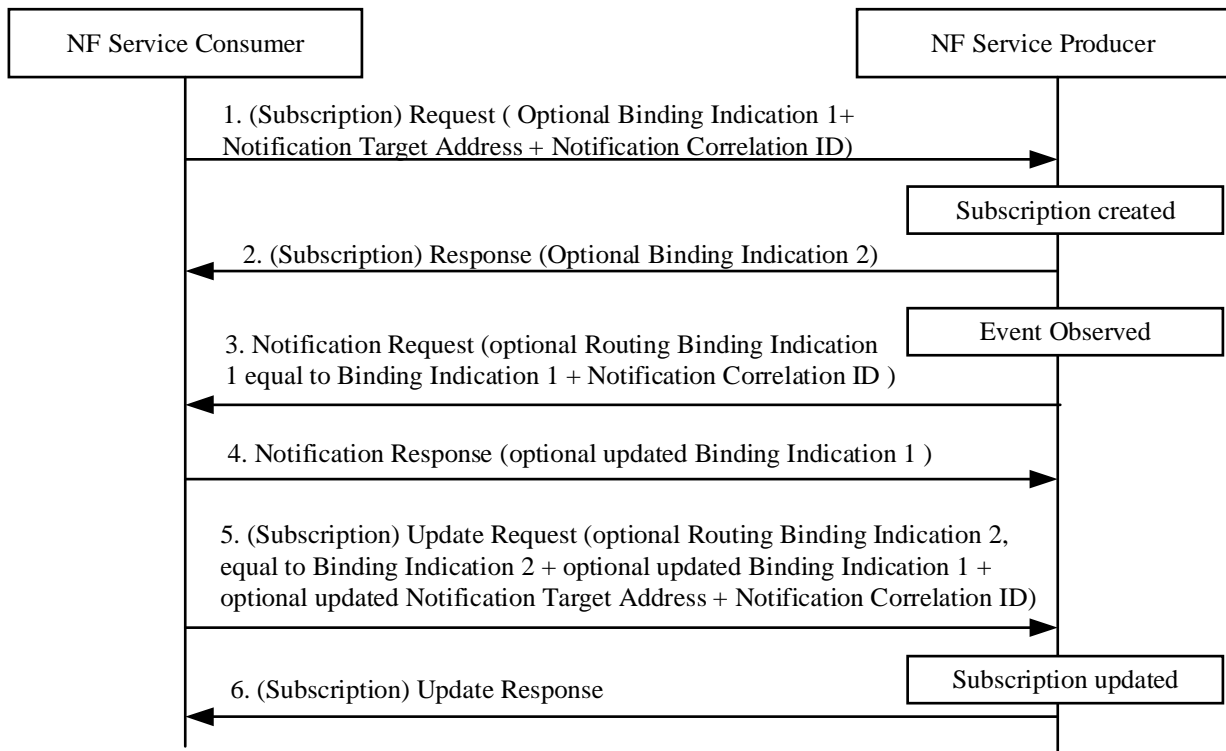 NF Service Consumer
NF Service Producer
1. (Subscription) Request ( Optional Binding Indication 1+
Notification Target Address + Notification Correlation ID)
Subscription created
2. (Subscription) Response (Optional Binding Indication 2)
Event Observed
3. Notification Request (optional Routing Binding Indication
1 equal to Binding Indication 1 + Notification Correlation ID )
4. Notification Response (optional updated Binding Indication 1 )
5. (Subscription) Update Request (optional Routing Binding Indication 2,
equal to Binding Indication 2 + optional updated Binding Indication 1 +
optional updated Notification Target Address + Notification Correlation ID)
Subscription updated
6. (Subscription) Update Response